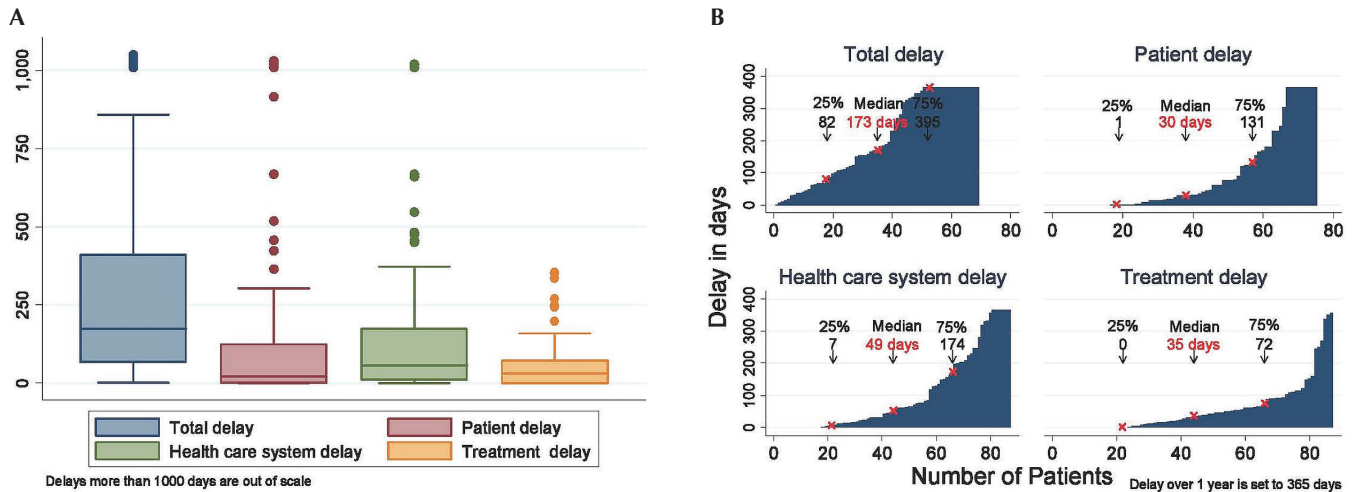 A
1,000
750
500
250
0
Total delay
Patient delay
Health care system delay
Treatment delay
Delays more than 1000 days are out of scale
B
Delay in days
Total delay
400
300
200
100
0
25% Median 75%
82 173 days 395
0 20 40 60 80
Patient delay
25% Median 75%
1 30 days 131
0 20 40 60 80
Health care system delay
400
300
200
100
0
25% Median 75%
7 49 days 174
0 20 40 60 80
Treatment delay
25% Median 75%
0 35 days 72
0 20 40 60 80
Number of Patients
Delay over 1 year is set to 365 days